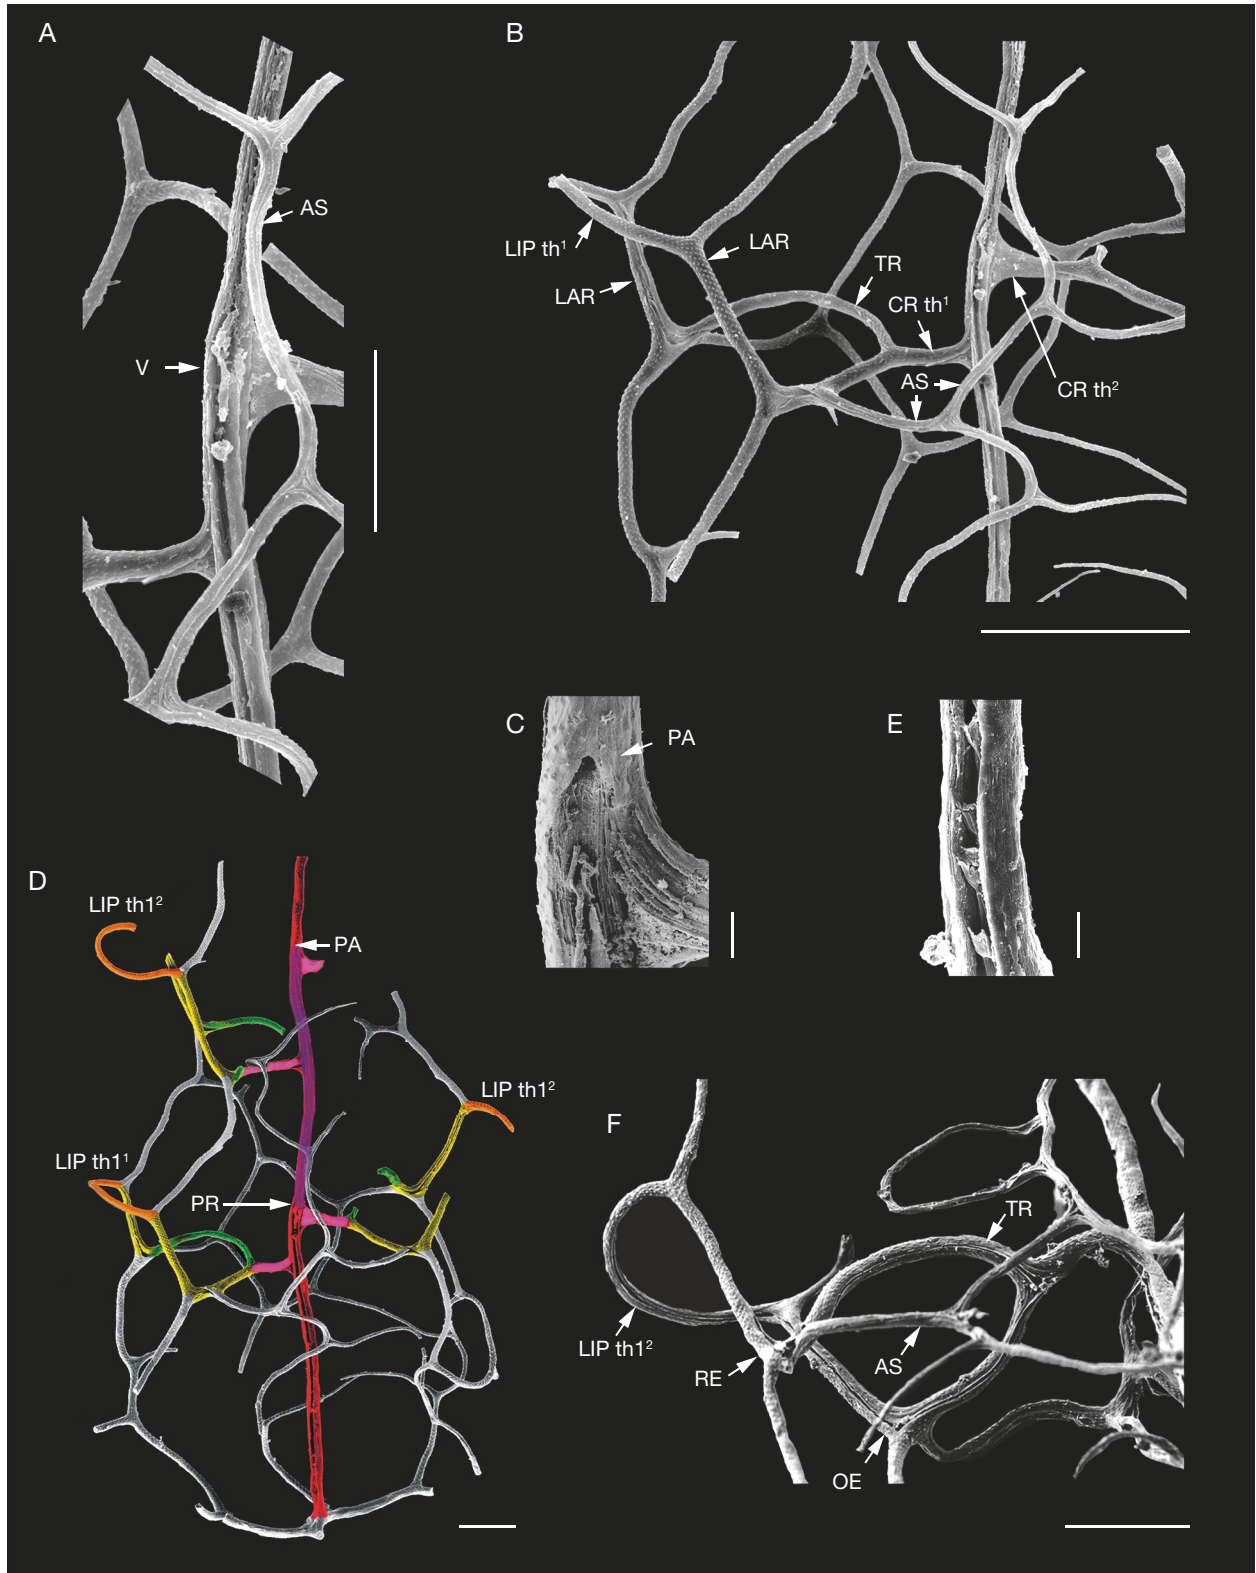 A
B
AS
LIP th¹
LAR
LAR
TR
CR th¹
V
AS
CR th²
C
PA
E
D
LIP th1²
PA
LIP th1²
F
LIP th1¹
PR
TR
LIP th1²
AS
RE
OE